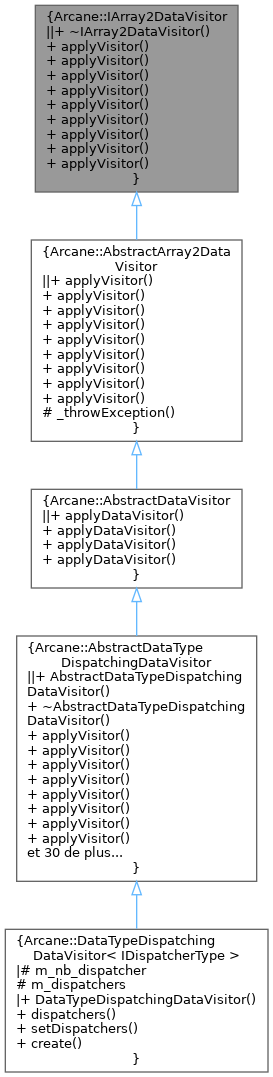 {Arcane::IArray2DataVisitor
||+ ~IArray2DataVisitor()
+ applyVisitor()
+ applyVisitor()
+ applyVisitor()
+ applyVisitor()
+ applyVisitor()
+ applyVisitor()
+ applyVisitor()
+ applyVisitor()
+ applyVisitor()
}
{Arcane::AbstractArray2Data
Visitor
||+ applyVisitor()
+ applyVisitor()
+ applyVisitor()
+ applyVisitor()
+ applyVisitor()
+ applyVisitor()
+ applyVisitor()
+ applyVisitor()
+ applyVisitor()
# _throwException()
}
{Arcane::AbstractDataVisitor
||+ applyDataVisitor()
+ applyDataVisitor()
+ applyDataVisitor()
+ applyDataVisitor()
}
{Arcane::AbstractDataType
DispatchingDataVisitor
||+ AbstractDataTypeDispatching
DataVisitor()
+ ~AbstractDataTypeDispatching
DataVisitor()
+ applyVisitor()
+ applyVisitor()
+ applyVisitor()
+ applyVisitor()
+ applyVisitor()
+ applyVisitor()
+ applyVisitor()
+ applyVisitor()
et 30 de plus...
}
{Arcane::DataTypeDispatching
DataVisitor< IDispatcherType >
|# m_nb_dispatcher
# m_dispatchers
|+ DataTypeDispatchingDataVisitor()
+ dispatchers()
+ setDispatchers()
+ create()
}